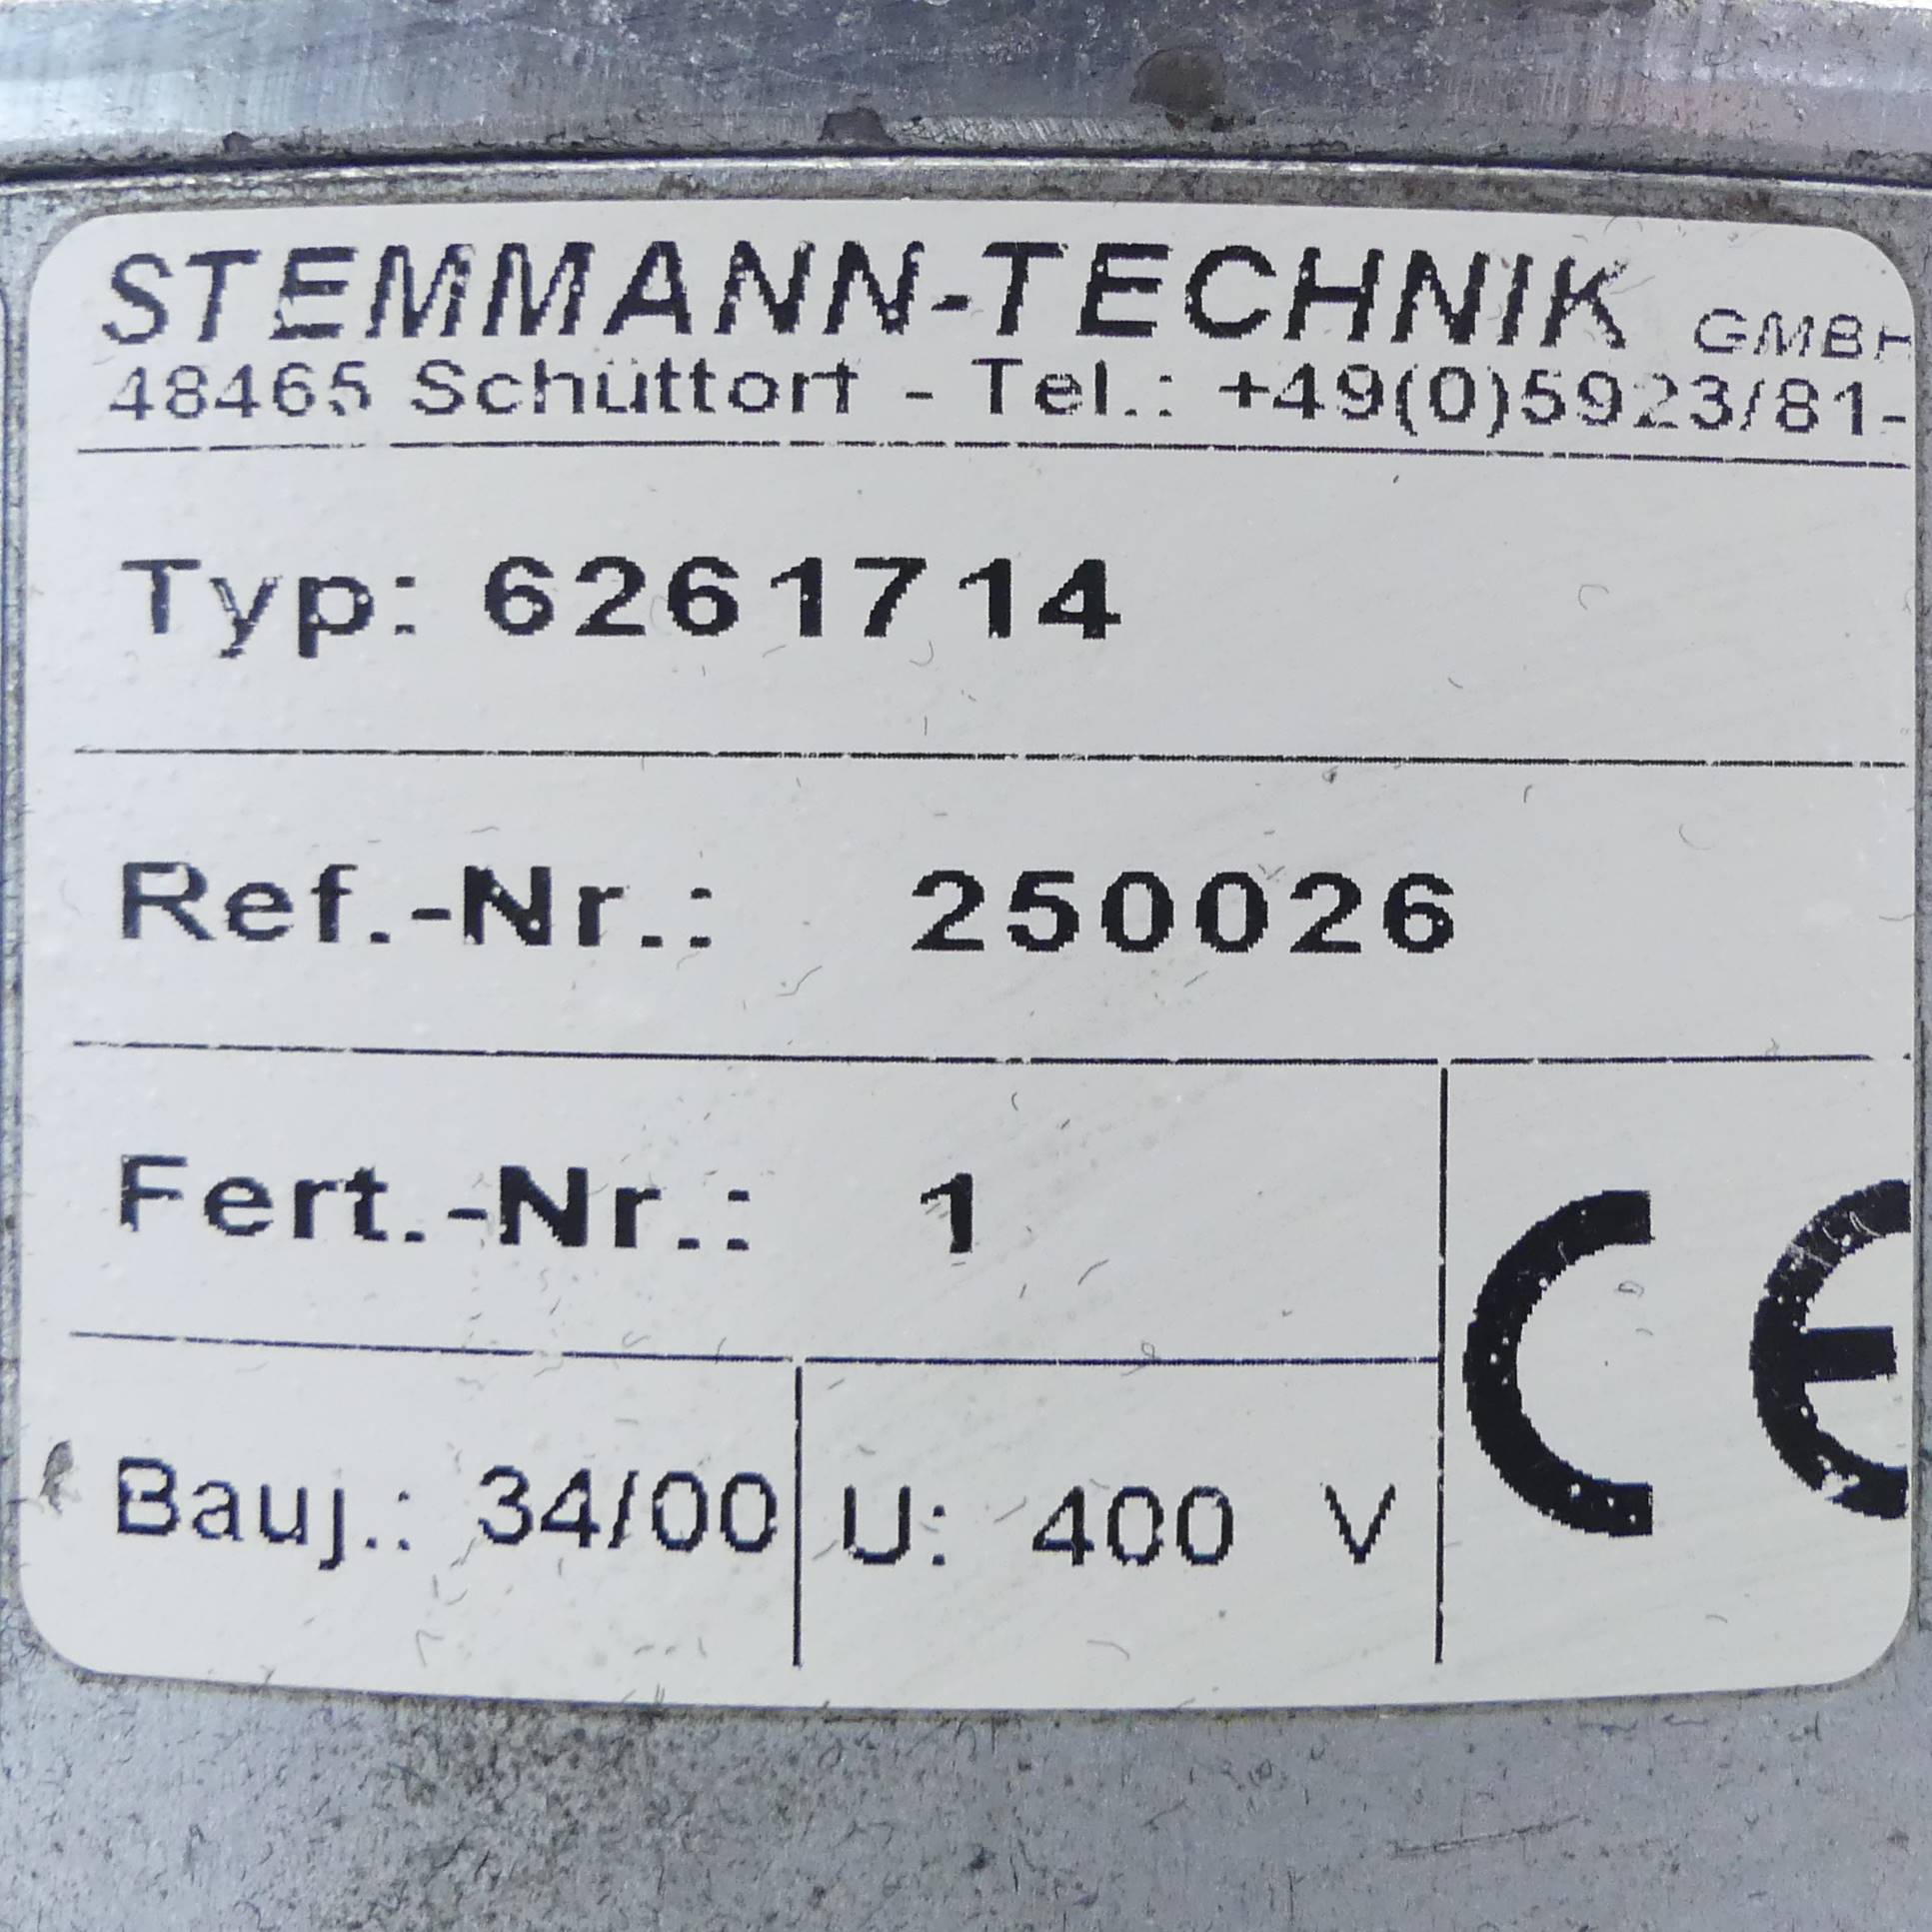 STEMMANN-TECHNIK GMBH
48465 Schüttorf - Tel.: +49(0)5923/81-
Typ: 6261714
Ref.-Nr.: 250026
Fert.-Nr.: 1
Bauj.: 34/00 U: 400 V
CE